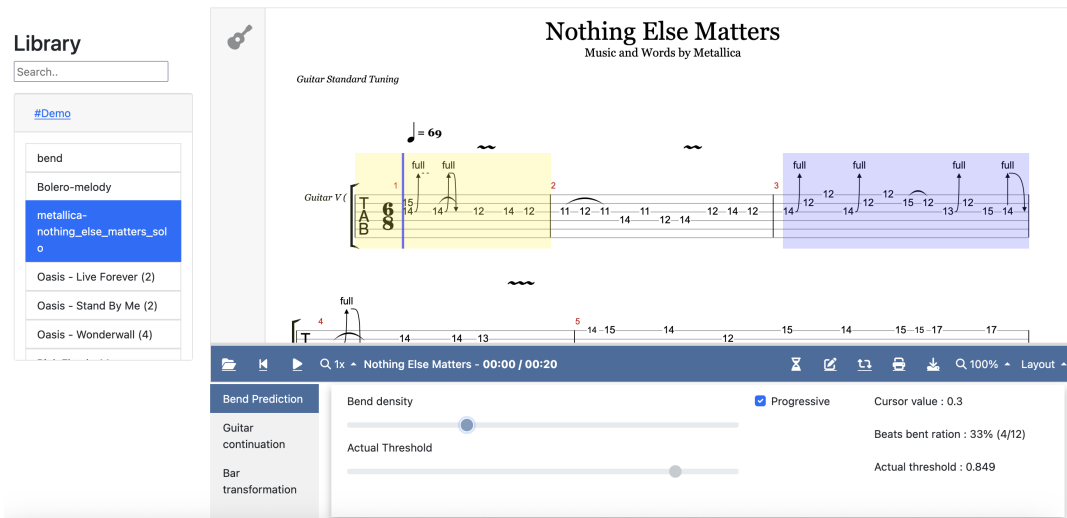 Library
Search..
#Demo
bend
Bolero-melody
metallica-
nothing_else_matters_sol
o
Oasis - Live Forever (2)
Oasis - Stand By Me (2)
Oasis - Wonderwall (4)
Nothing Else Matters
Music and Words by Metallica
Guitar Standard Tuning
= 69
full full full full full full
1 2 3
Guitar V (
T
A
B
6
8
15 12 12 12 12
14 14 12 14 12 11 12 11 11 12 14 12 14 12 14 15 12 13 12 15 14
14 12 14
full
4 5
T
14 14 13
14 15 14 12 15 14 15 15 17 17
1x Nothing Else Matters - 00:00 / 00:20
100% Layout
Bend Prediction
Guitar
continuation
Bar
transformation
Bend density
Actual Threshold
Progressive
Cursor value : 0.3
Beats bent ration : 33% (4/12)
Actual threshold : 0.849